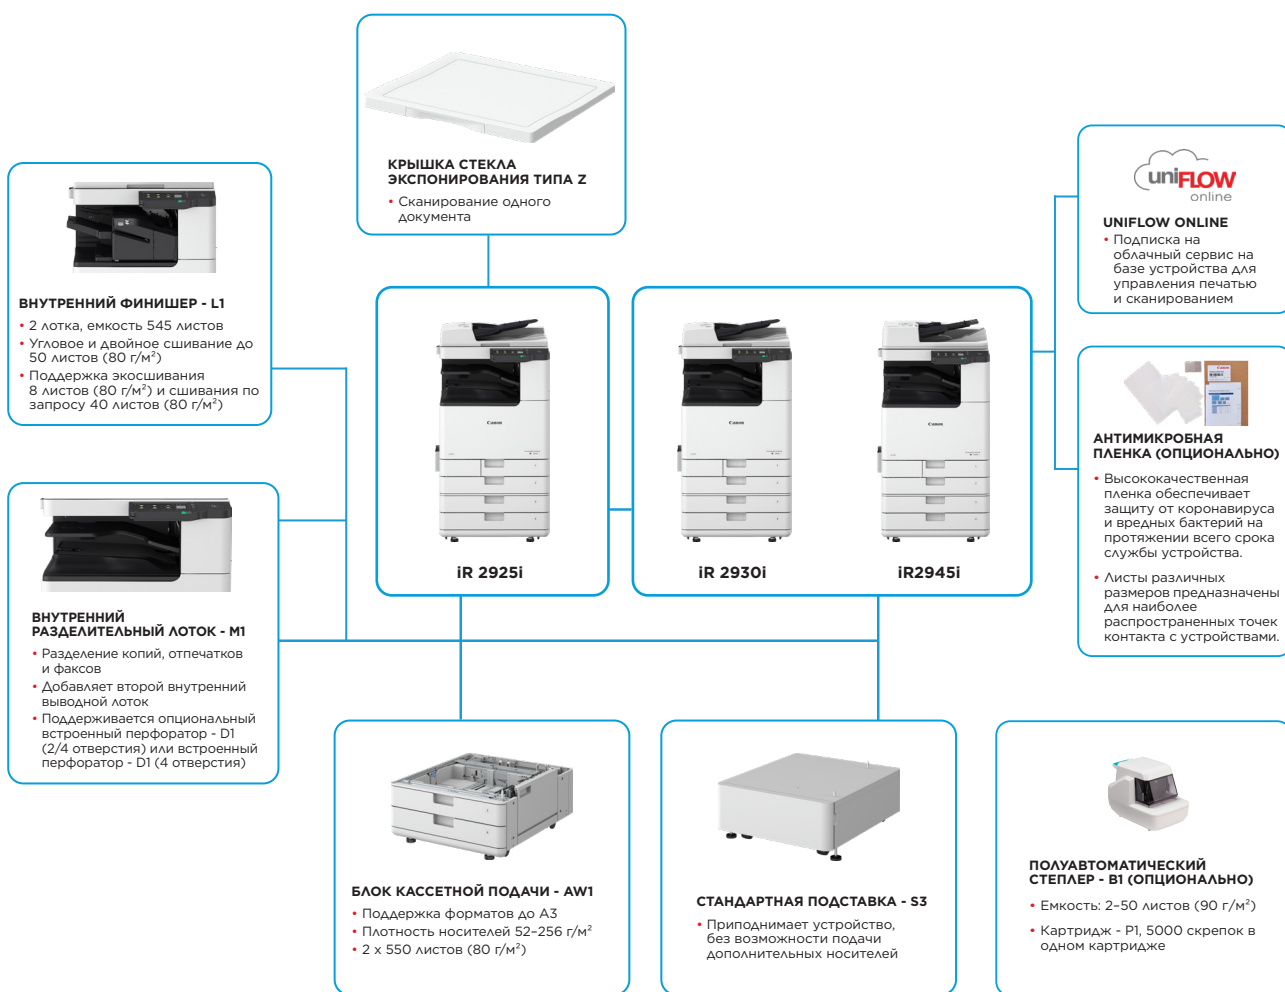 КРЫШКА СТЕКЛА
ЭКСПОНИРОВАНИЯ ТИПА Z
• Сканирование одного
документа
ВНУТРЕННИЙ ФИНИШЕР - L1
• 2 лотка, емкость 545 листов
• Угловое и двойное сшивание до
50 листов (80 г/м²)
• Поддержка экосшивания
8 листов (80 г/м²) и сшивания по
запросу 40 листов (80 г/м²)
ВНУТРЕННИЙ
РАЗДЕЛИТЕЛЬНЫЙ ЛОТОК - M1
• Разделение копий, отпечатков
и факсов
• Добавляет второй внутренний
выводной лоток
• Поддерживается опциональный
встроенный перфоратор - D1
(2/4 отверстия) или встроенный
перфоратор - D1 (4 отверстия)
Canon
iR 2925i
Canon
iR 2930i
Canon
iR2945i
uniFLOW
online
UNIFLOW ONLINE
• Подписка на
облачный сервис на
базе устройства для
управления печатью
и сканированием
АНТИМИКРОБНАЯ
ПЛЕНКА (ОПЦИОНАЛЬНО)
• Высококачественная
пленка обеспечивает
защиту от коронавируса
и вредных бактерий на
протяжении всего срока
службы устройства.
• Листы различных
размеров предназначены
для наиболее
распространенных точек
контакта с устройствами.
БЛОК КАССЕТНОЙ ПОДАЧИ - AW1
• Поддержка форматов до A3
• Плотность носителей 52–256 г/м²
• 2 x 550 листов (80 г/м²)
СТАНДАРТНАЯ ПОДСТАВКА - S3
• Приподнимает устройство,
без возможности подачи
дополнительных носителей
ПОЛУАВТОМАТИЧЕСКИЙ
СТЕПЛЕР - B1 (ОПЦИОНАЛЬНО)
• Емкость: 2–50 листов (90 г/м²)
• Картридж - P1, 5000 скрепок в
одном картридже